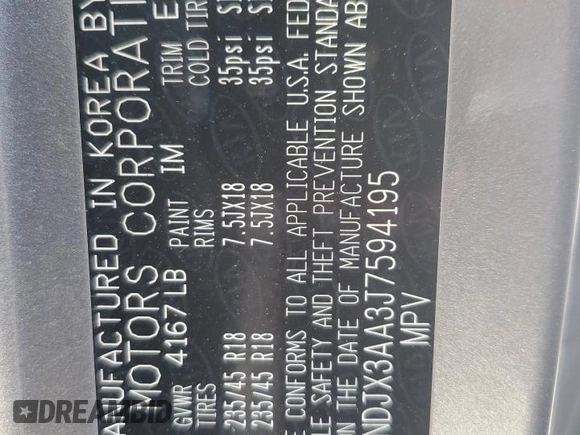 MANUFACTURED IN KOREA BY
MOTORS CORPORATI
GVWR 4167 LB PAINT IM TRIM E
TIRES RIMS COLD TIR
235/45 R18 7.5JX18 35psi
235/45 R18 7.5JX18 35psi
E CONFORMS TO ALL APPLICABLE U.S.A. FED
LE SAFETY AND THEFT PREVENTION STANDA
ON THE DATE OF MANUFACTURE SHOWN AB
NDJX3AA3J7594195
MPV
DREAMBID